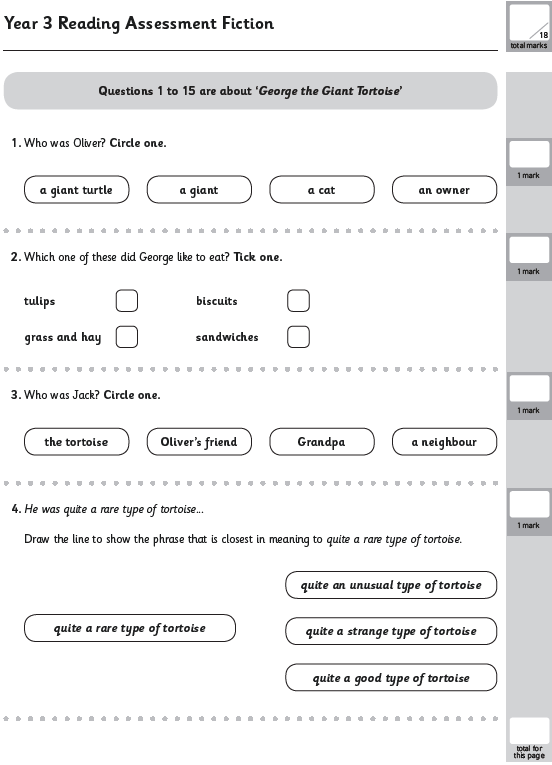 Year 3 Reading Assessment Fiction
18
total marks
Questions 1 to 15 are about ‘George the Giant Tortoise’
1. Who was Oliver? Circle one.
a giant turtle a giant a cat an owner
1 mark
2. Which one of these did George like to eat? Tick one.
1 mark
tulips biscuits
grass and hay sandwiches
3. Who was Jack? Circle one.
1 mark
the tortoise Oliver’s friend Grandpa a neighbour
4. He was quite a rare type of tortoise...
1 mark
Draw the line to show the phrase that is closest in meaning to quite a rare type of tortoise.
quite an unusual type of tortoise
quite a rare type of tortoise quite a strange type of tortoise
quite a good type of tortoise
total for
this page